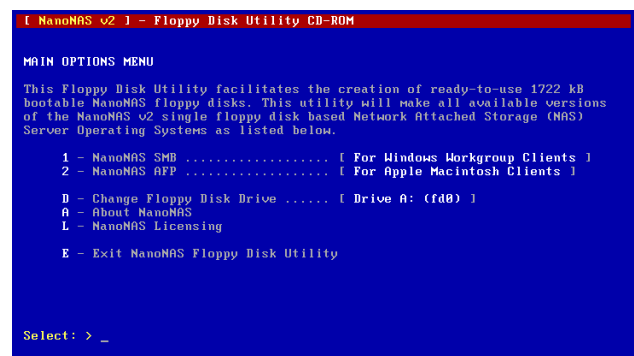 [ NanoNAS v2 ] - Floppy Disk Utility CD-ROM
MAIN OPTIONS MENU
This Floppy Disk Utility facilitates the creation of ready-to-use 1722 kB
bootable NanoNAS floppy disks. This utility will make all available versions
of the NanoNAS v2 single floppy disk based Network Attached Storage (NAS)
Server Operating Systems as listed below.
1 - NanoNAS SMB ................... [ For Windows Workgroup Clients ]
2 - NanoNAS AFP ................... [ For Apple Macintosh Clients ]
D - Change Floppy Disk Drive ...... [ Drive A: (fd0) ]
A - About NanoNAS
L - NanoNAS Licensing
E - Exit NanoNAS Floppy Disk Utility
Select: > _